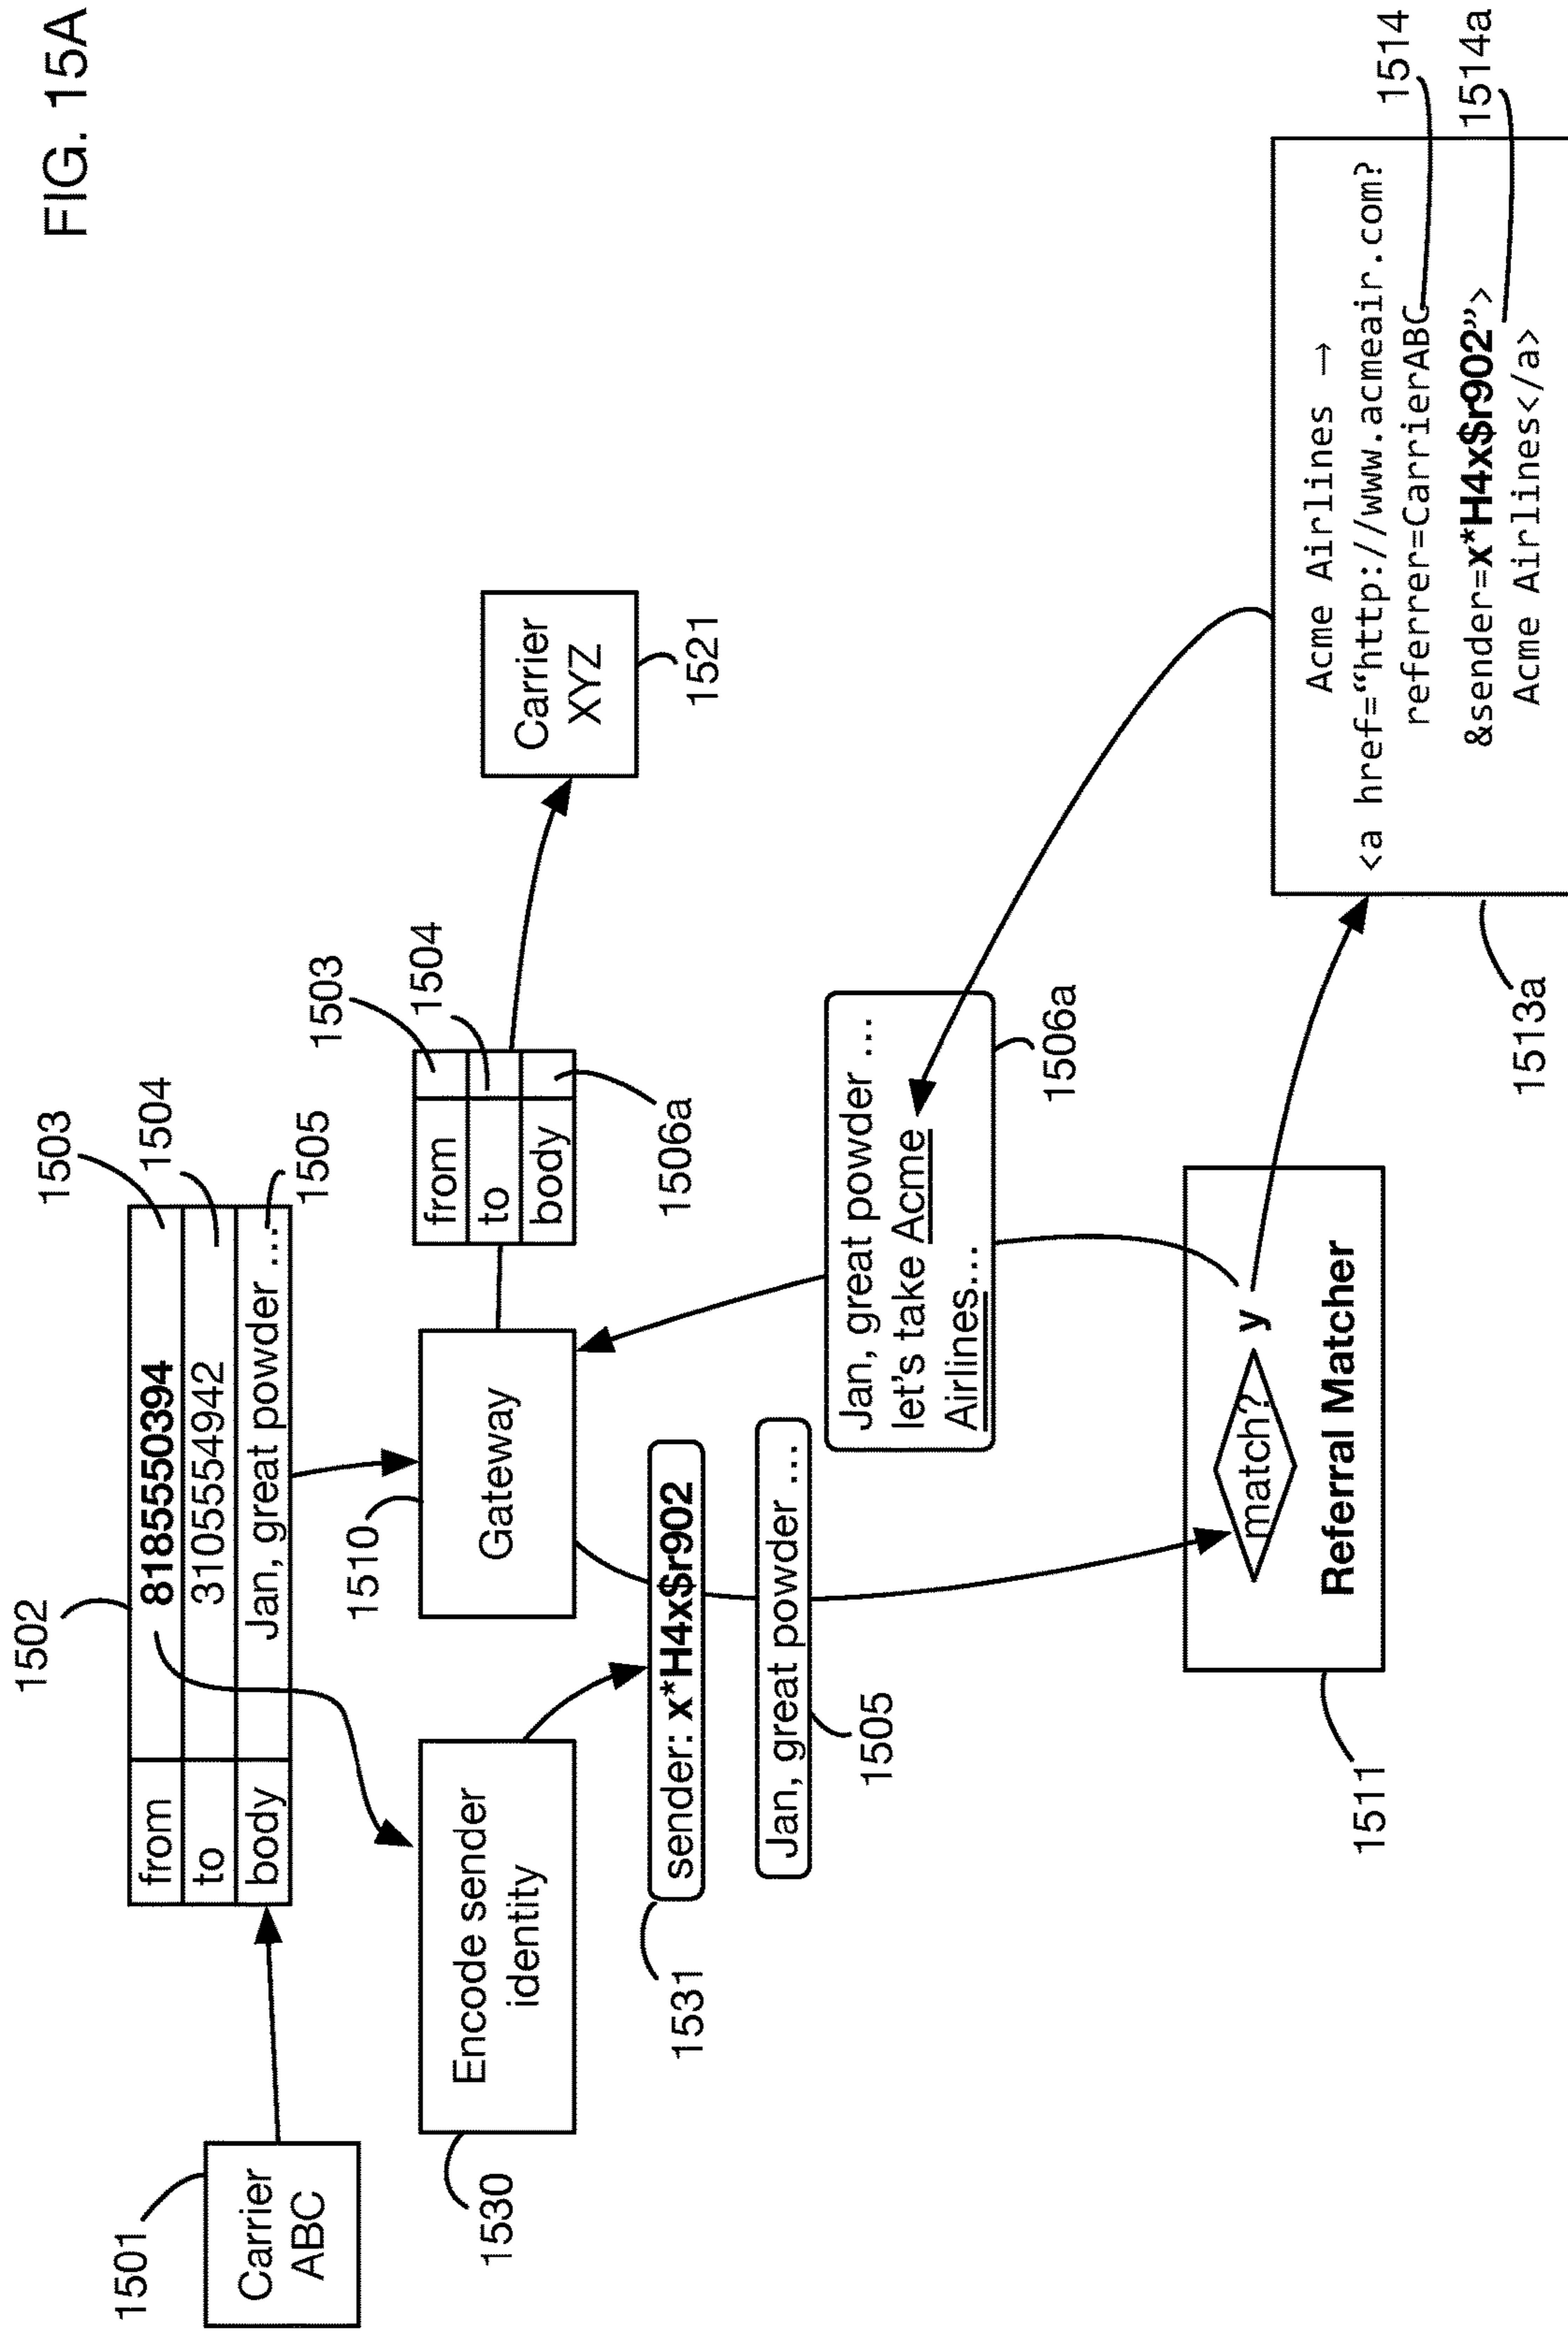 FIG. 15A
1501
Carrier
ABC
1502
from
8185550394
1503
to
3105554942
1504
body
Jan, great powder ...
1505
1530
Encode sender
identity
1510
Gateway
from
to
body
1503
1504
1506a
Carrier
XYZ
1521
1531
sender: x*H4x$r902
Jan, great powder ...
1505
Jan, great powder ...
let's take Acme
Airlines...
1506a
1511
match?
y
Referral Matcher
1513a
Acme Airlines →
<a href=“http://www.acmeair.com?
referrer=CarrierABC
&sender=x*H4x$r902”>
Acme Airlines</a>
1514
1514a